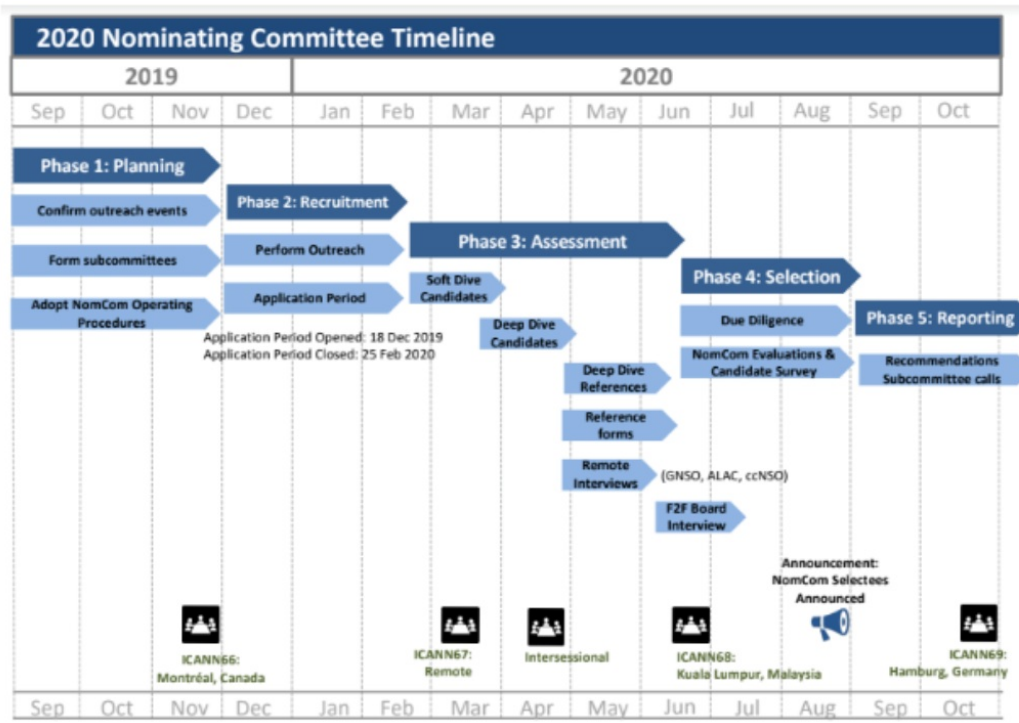 2020 Nominating Committee Timeline
2019
2020
Sep Oct Nov Dec Jan Feb Mar Apr May Jun Jul Aug Sep Oct
Phase 1: Planning
Confirm outreach events
Form subcommittees
Adopt NomCom Operating
Procedures
Phase 2: Recruitment
Perform Outreach
Application Period
Application Period Opened: 18 Dec 2019
Application Period Closed: 25 Feb 2020
Phase 3: Assessment
Soft Dive
Candidates
Deep Dive
Candidates
Deep Dive
References
Reference
forms
Remote
Interviews
(GNSO, ALAC, ccNSO)
F2F Board
Interview
Phase 4: Selection
Due Diligence
NomCom Evaluations &
Candidate Survey
Phase 5: Reporting
Recommendations
Subcommittee calls
Announcement:
NomCom Selectees
Announced
ICANN66:
Montréal, Canada
ICANN67:
Remote
Intersessional
ICANN68:
Kuala Lumpur, Malaysia
ICANN69:
Hamburg, Germany
Sep Oct Nov Dec Jan Feb Mar Apr May Jun Jul Aug Sep Oct